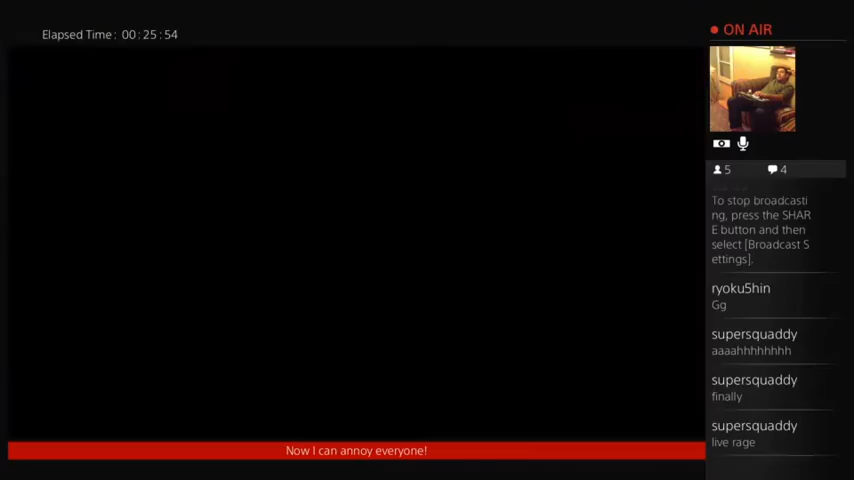 Elapsed Time: 00:25:54
ON AIR
5
4
To stop broadcasti
ng, press the SHAR
E button and then
select [Broadcast S
ettings].
ryoku5hin
Gg
supersquaddy
aaaahhhhhhhh
supersquaddy
finally
supersquaddy
live rage
Now I can annoy everyone!